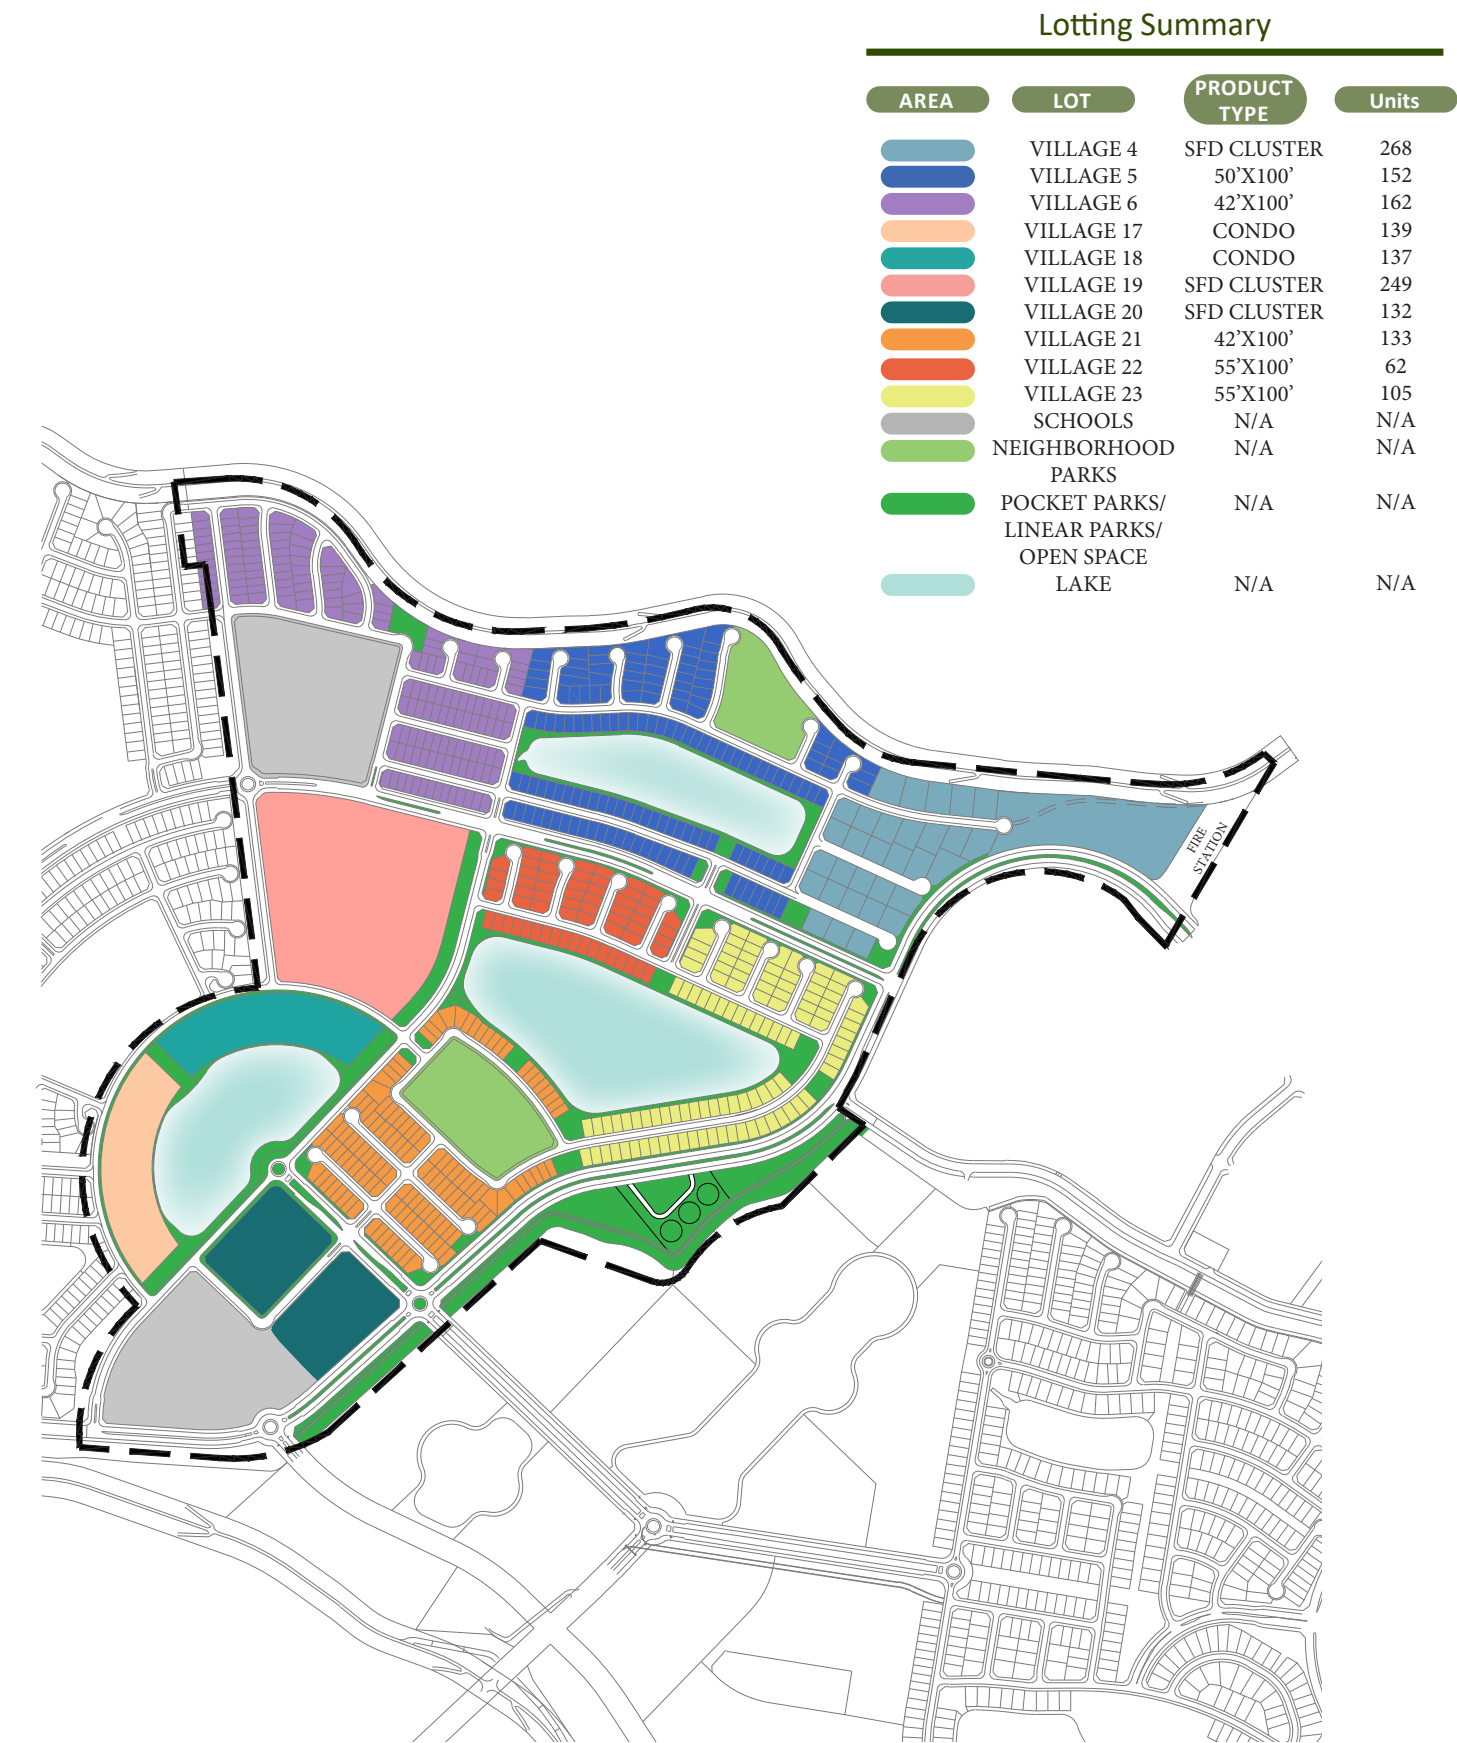 Lotting Summary
AREA LOT PRODUCT TYPE Units
VILLAGE 4 SFD CLUSTER 268
VILLAGE 5 50’X100’ 152
VILLAGE 6 42’X100’ 162
VILLAGE 17 CONDO 139
VILLAGE 18 CONDO 137
VILLAGE 19 SFD CLUSTER 249
VILLAGE 20 SFD CLUSTER 132
VILLAGE 21 42’X100’ 133
VILLAGE 22 55’X100’ 62
VILLAGE 23 55’X100’ 105
SCHOOLS N/A N/A
NEIGHBORHOOD N/A N/A
PARKS
POCKET PARKS/ N/A N/A
LINEAR PARKS/
OPEN SPACE
LAKE N/A N/A
FIRE
STATION